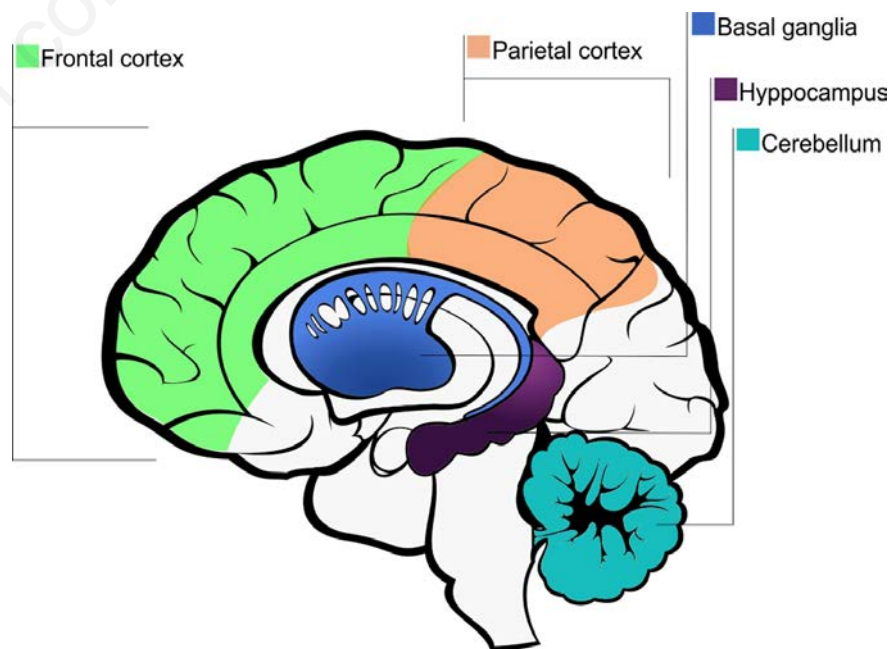 Frontal cortex
Parietal cortex
Basal ganglia
Hyppocampus
Cerebellum